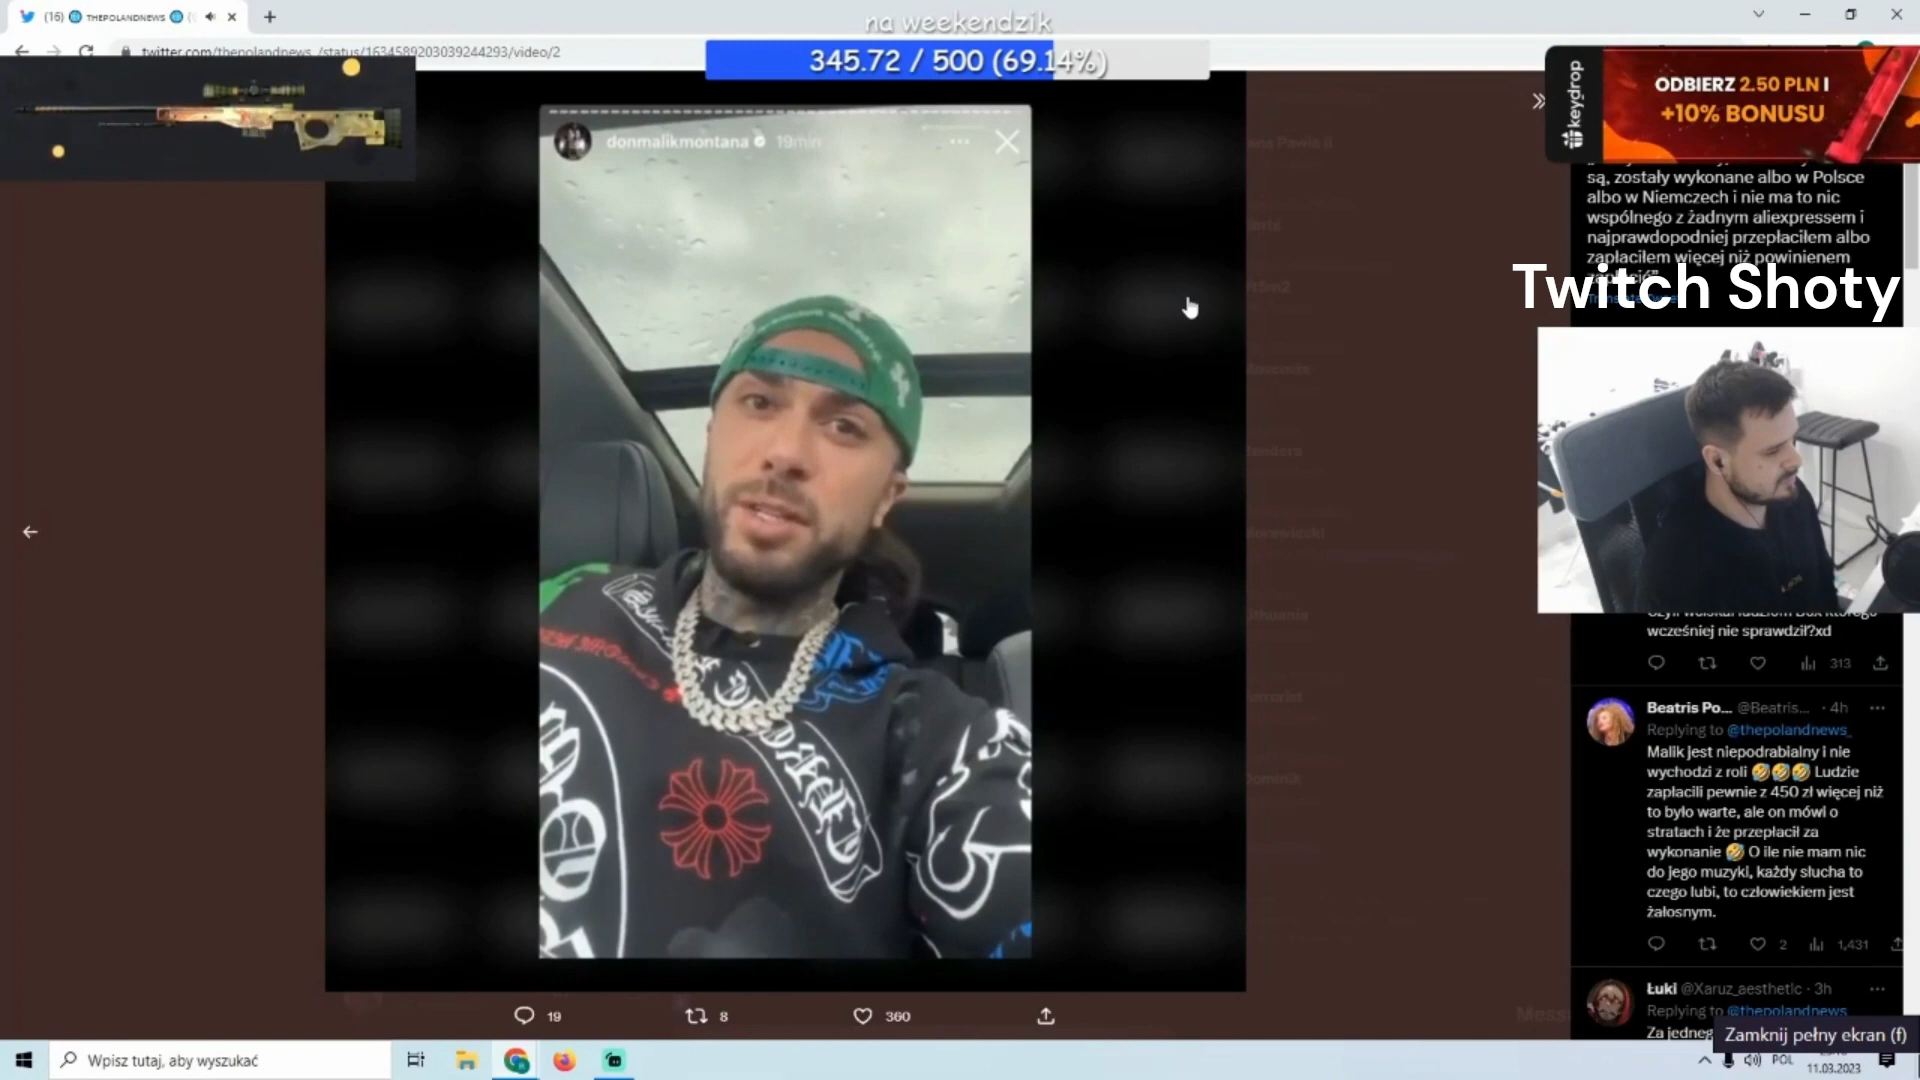 (16) THEPOLANDNEWS
na weekendzik
twitter.com/thepolandnews_/status/1634589203039244293/video/2
345.72 / 500 (69.14%)
keydrop
ODBIERZ 2.50 PLN I
+10% BONUSU
donmalikmontana 19min
są, zostały wykonane albo w Polsce
albo w Niemczech i nie ma to nic
wspólnego z żadnym aliexpressem i
najprawdopodniej przepłaciłem albo
zapłaciłem więcej niż powinienem
Twitch Shoty
wcześniej nie sprawdził?xd
313
Beatris Po... @Beatris... · 4h
Replying to @thepolandnews_
Malik jest niepodrabialny i nie
wychodzi z roli 🤣🤣🤣 Ludzie
zapłacili pewnie z 450 zł więcej niż
to było warte, ale on mówi o
stratach i że przepłacił za
wykonanie 🤣 O ile nie mam nic
do jego muzyki, każdy słucha to
czego lubi, to człowiekiem jest
żałosnym.
2 1,431
Łuki @Xaruz_aesthetic · 3h
Replying to @thepolandnews_
Za jedneg
Zamknij pełny ekran (f)
19 8 360
Wpisz tutaj, aby wyszukać
POL
11.03.2023